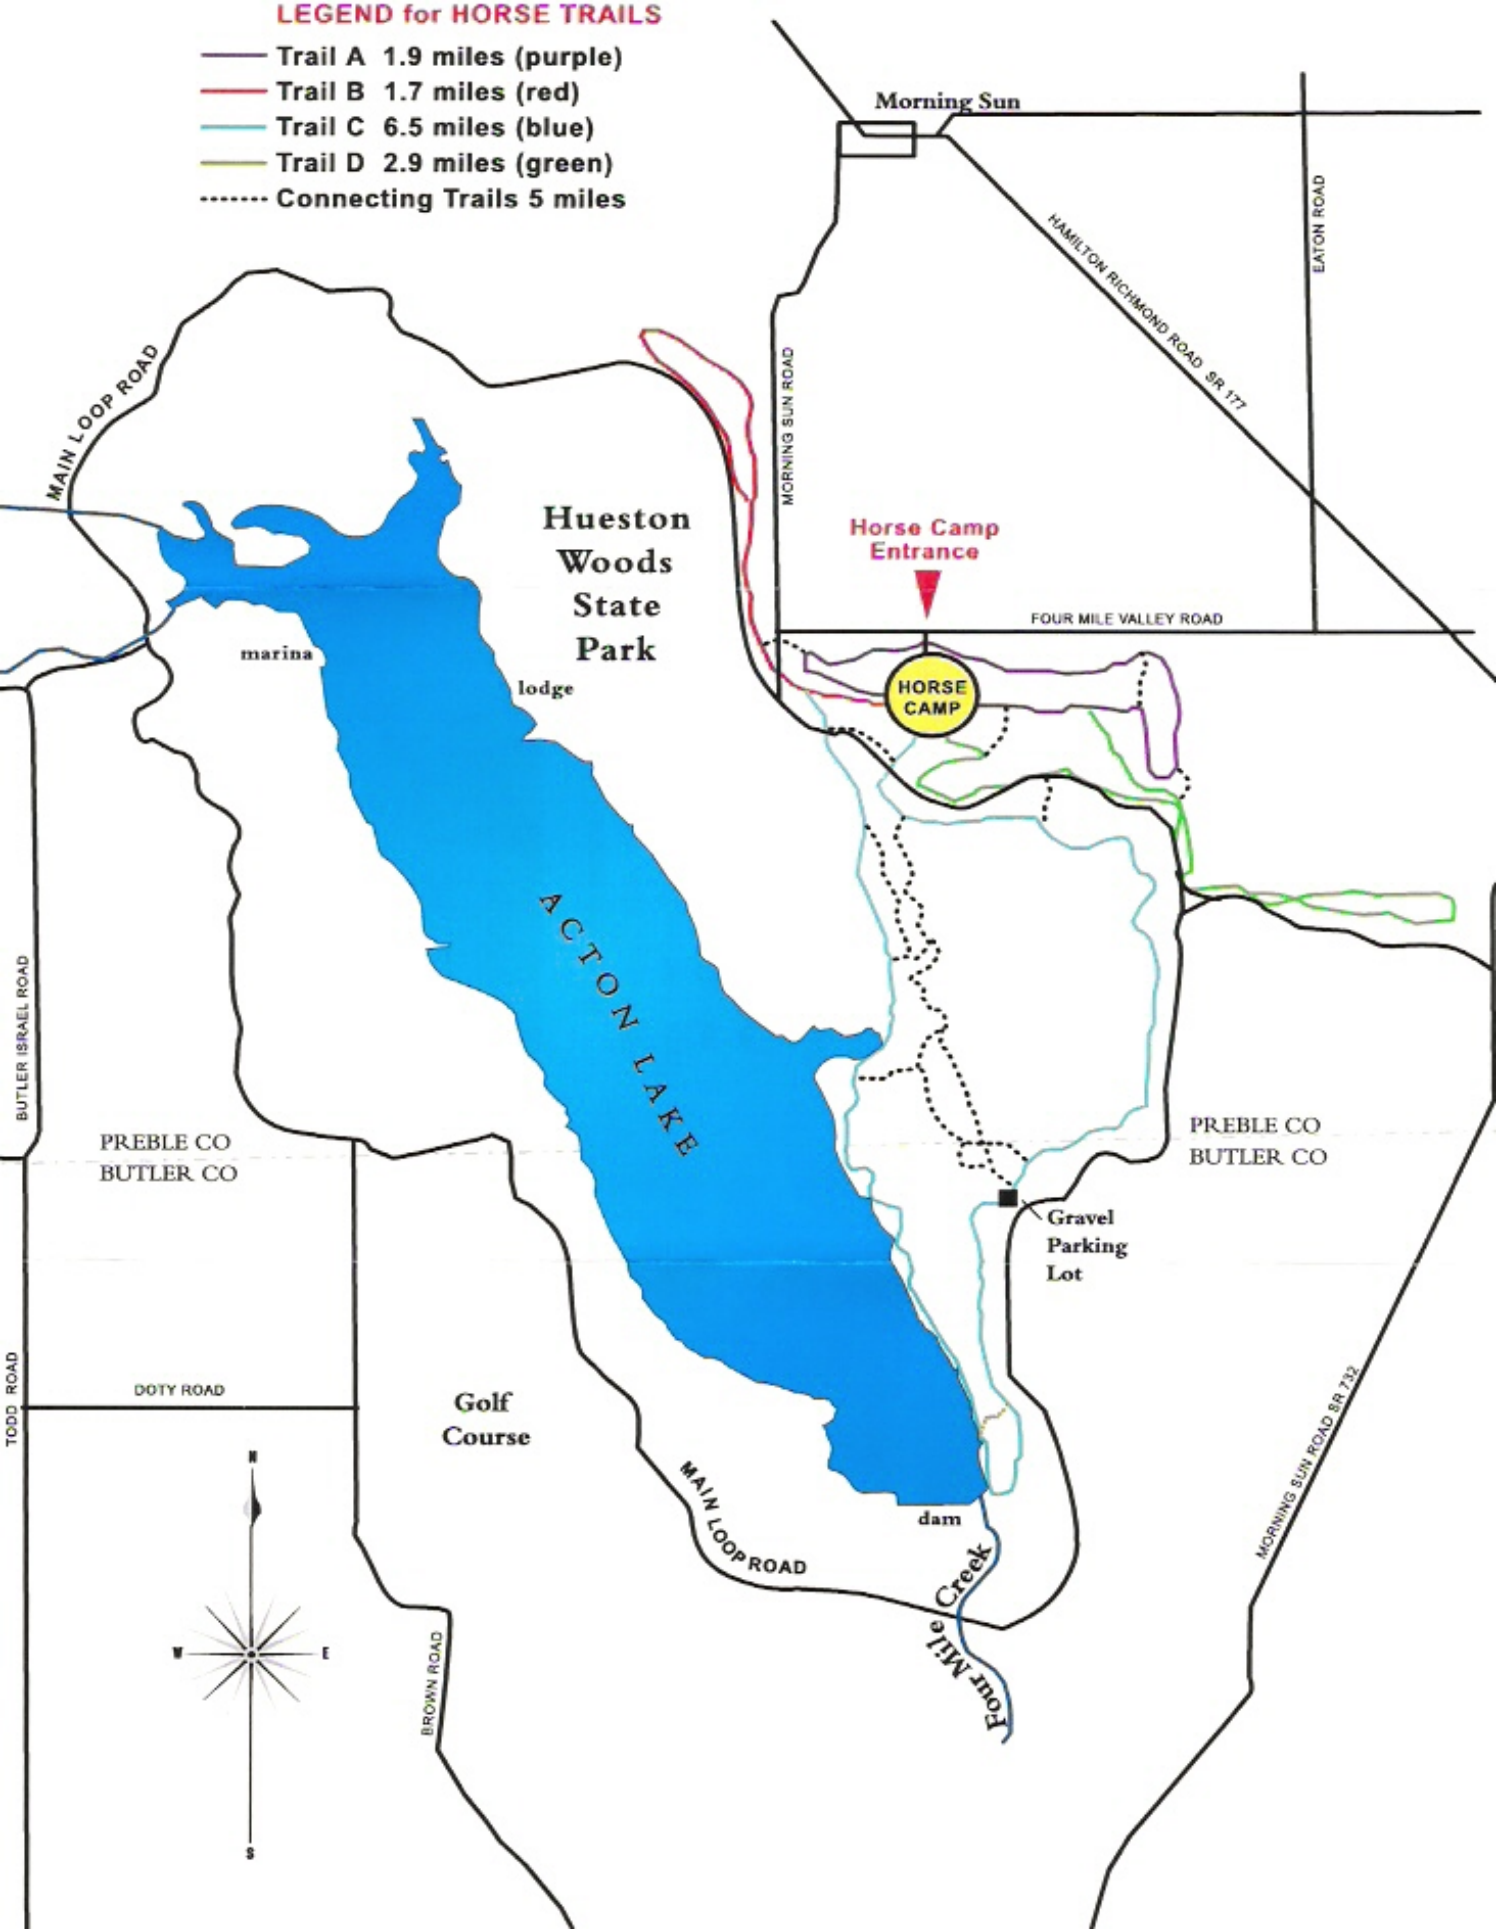 LEGEND for HORSE TRAILS
Trail A 1.9 miles (purple)
Trail B 1.7 miles (red)
Trail C 6.5 miles (blue)
Trail D 2.9 miles (green)
Connecting Trails 5 miles
Morning Sun
EATON ROAD
HAMILTON RICHMOND ROAD SR 177
MAIN LOOP ROAD
MORNING SUN ROAD
Hueston
Woods
State
Park
Horse Camp
Entrance
FOUR MILE VALLEY ROAD
marina
lodge
HORSE
CAMP
ACTON LAKE
BUTLER ISRAEL ROAD
PREBLE CO
BUTLER CO
PREBLE CO
BUTLER CO
Gravel
Parking
Lot
TODD ROAD
DOTY ROAD
Golf
Course
MORNING SUN ROAD SR 732
N
W
E
S
MAIN LOOP ROAD
dam
Four Mile Creek
BROWN ROAD